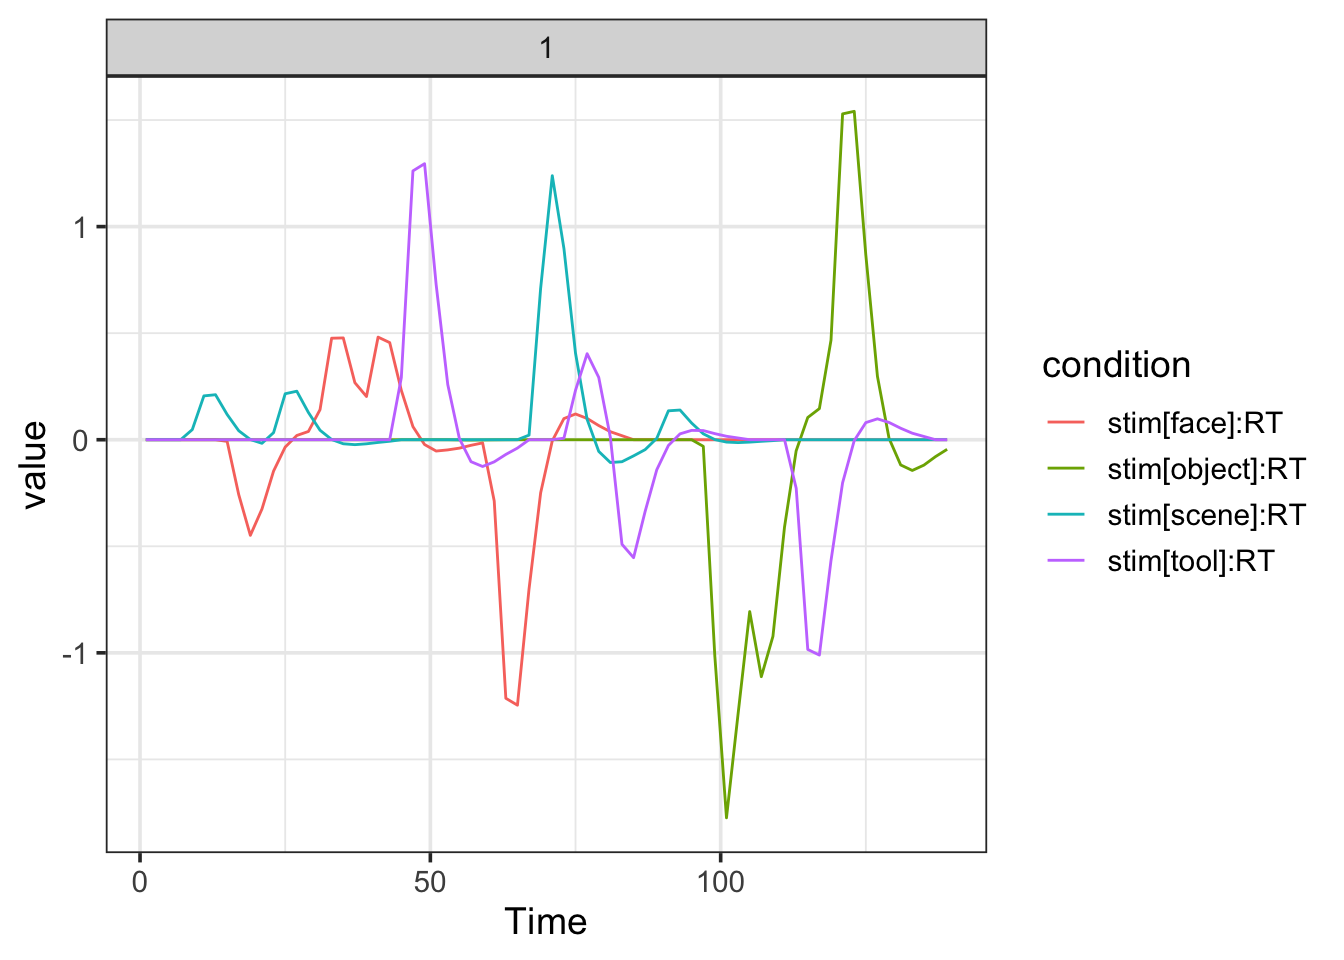 1
1
0
-1
value
0
50
100
Time
condition
stim[face]:RT
stim[object]:RT
stim[scene]:RT
stim[tool]:RT